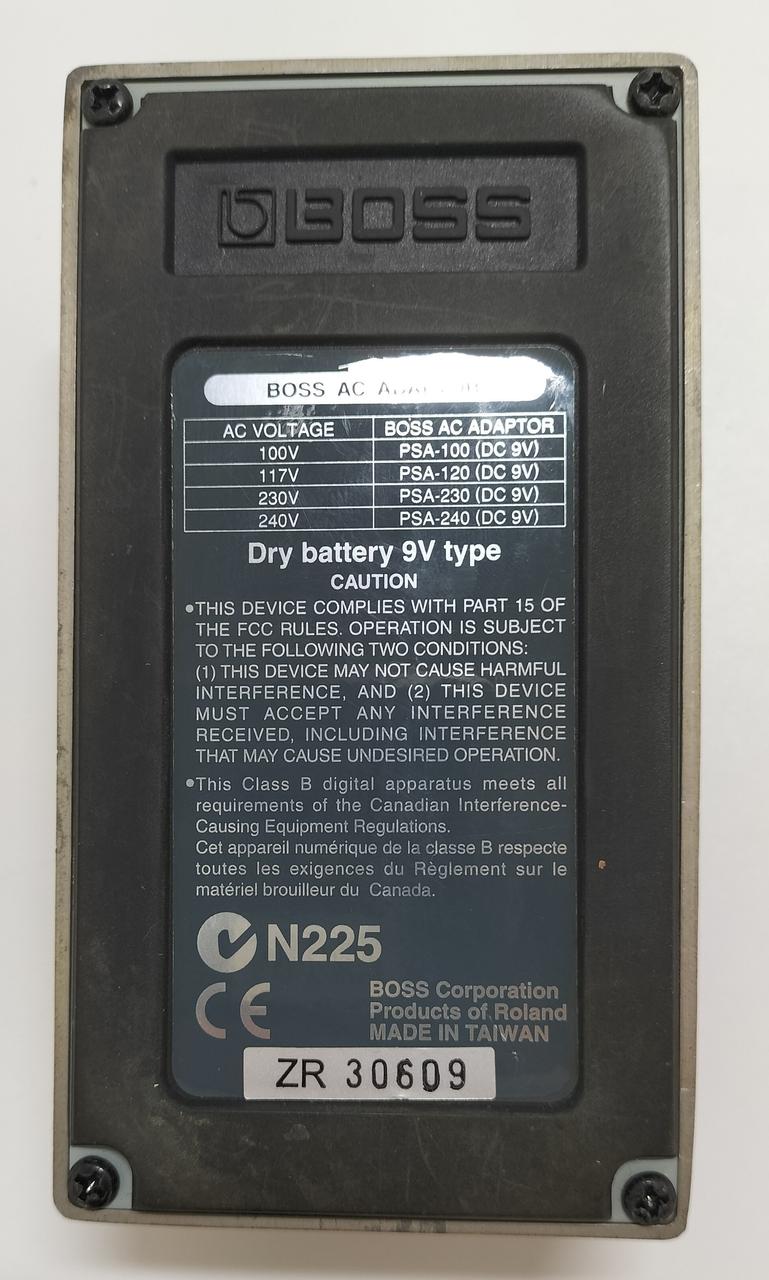 BOSS
BOSS AC ADAPTOR
AC VOLTAGE BOSS AC ADAPTOR
100V PSA-100 (DC 9V)
117V PSA-120 (DC 9V)
230V PSA-230 (DC 9V)
240V PSA-240 (DC 9V)
Dry battery 9V type
CAUTION
•THIS DEVICE COMPLIES WITH PART 15 OF
THE FCC RULES. OPERATION IS SUBJECT
TO THE FOLLOWING TWO CONDITIONS:
(1) THIS DEVICE MAY NOT CAUSE HARMFUL
INTERFERENCE, AND (2) THIS DEVICE
MUST ACCEPT ANY INTERFERENCE
RECEIVED, INCLUDING INTERFERENCE
THAT MAY CAUSE UNDESIRED OPERATION.
•This Class B digital apparatus meets all
requirements of the Canadian Interference-
Causing Equipment Regulations.
Cet appareil numérique de la classe B respecte
toutes les exigences du Règlement sur le
matériel brouilleur du Canada.
N225
CE
BOSS Corporation
Products of Roland
MADE IN TAIWAN
ZR 30609